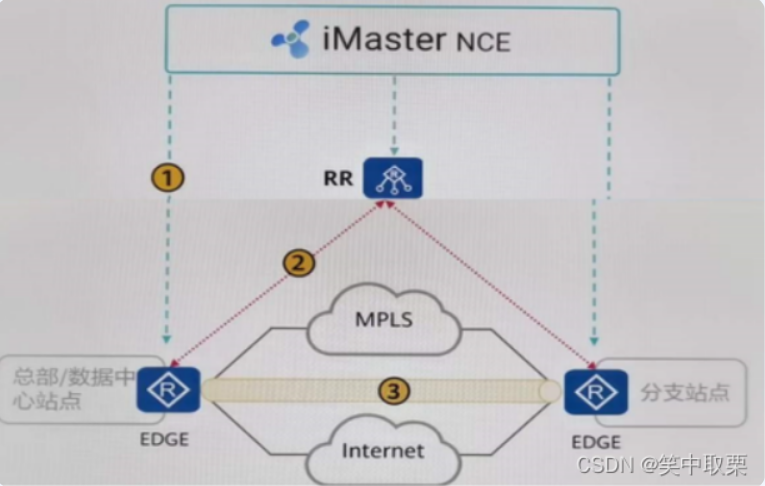 iMaster NCE
1
RR
2
MPLS
总部/数据中
心站点
R
3
R
分支站点
EDGE
Internet
EDGE
CSDN @笑中取栗